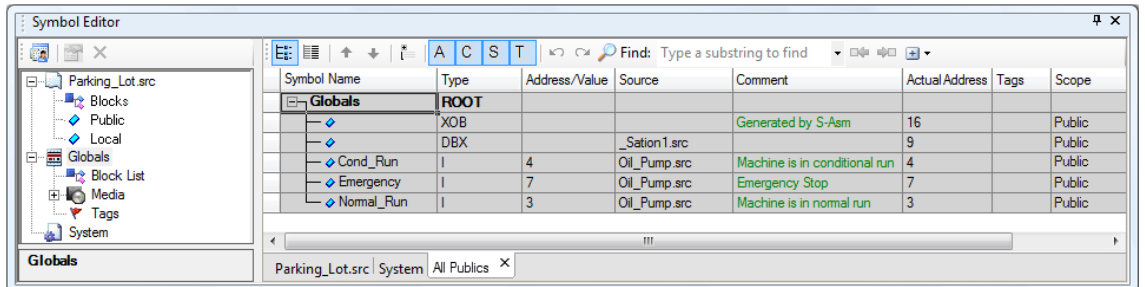 Symbol Editor
A C S T Find: Type a substring to find
Parking_Lot.src
Blocks
Public
Local
Globals
Block List
Media
Tags
System
Globals
Symbol Name Type Address/Value Source Comment Actual Address Tags Scope
Globals ROOT
XOB Generated by S-Asm 16 Public
DBX _Sation1.src 9 Public
Cond_Run I 4 Oil_Pump.src Machine is in conditional run 4 Public
Emergency I 7 Oil_Pump.src Emergency Stop 7 Public
Normal_Run I 3 Oil_Pump.src Machine is in normal run 3 Public
Parking_Lot.src System All Publics